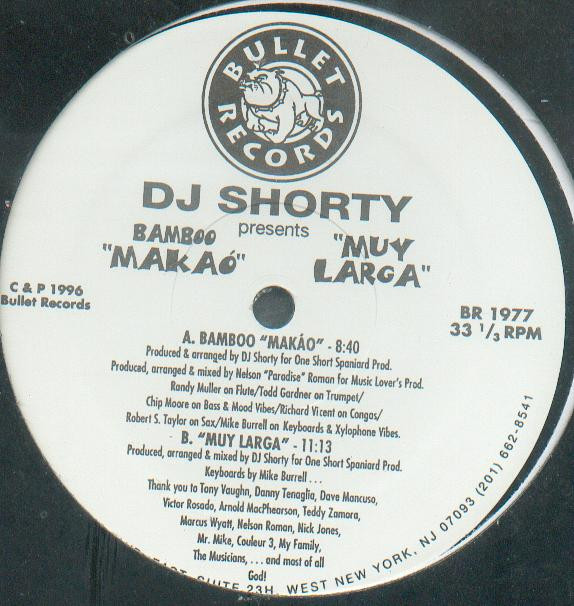 BULLET
RECORDS
DJ SHORTY
presents
BAMBOO
"MAKAÓ"
"MUY
LARGA"
C & P 1996
Bullet Records
BR 1977
33 1/3 RPM
A. BAMBOO "MAKÁO" - 8:40
Produced & arranged by DJ Shorty for One Short Spaniard Prod.
Produced, arranged & mixed by Nelson "Paradise" Roman for Music Lover's Prod.
Randy Muller on Flute/Todd Gardner on Trumpet/
Chip Moore on Bass & Mood Vibes/Richard Vicent on Congas/
Robert S. Taylor on Sax/Mike Burrell on Keyboards & Xylophone Vibes.
B. "MUY LARGA" - 11:13
Produced, arranged & mixed by DJ Shorty for One Short Spaniard Prod.
Keyboards by Mike Burrell . . .
Thank you to Tony Vaughn, Danny Tenaglia, Dave Mancuso,
Victor Rosado, Arnold MacPhearson, Teddy Zamora,
Marcus Wyatt, Nelson Roman, Nick Jones,
Mr. Mike, Couleur 3, My Family,
The Musicians, . . . and most of all
God!
EAST, SUITE 23H, WEST NEW YORK, NJ 07093 (201) 662-8541